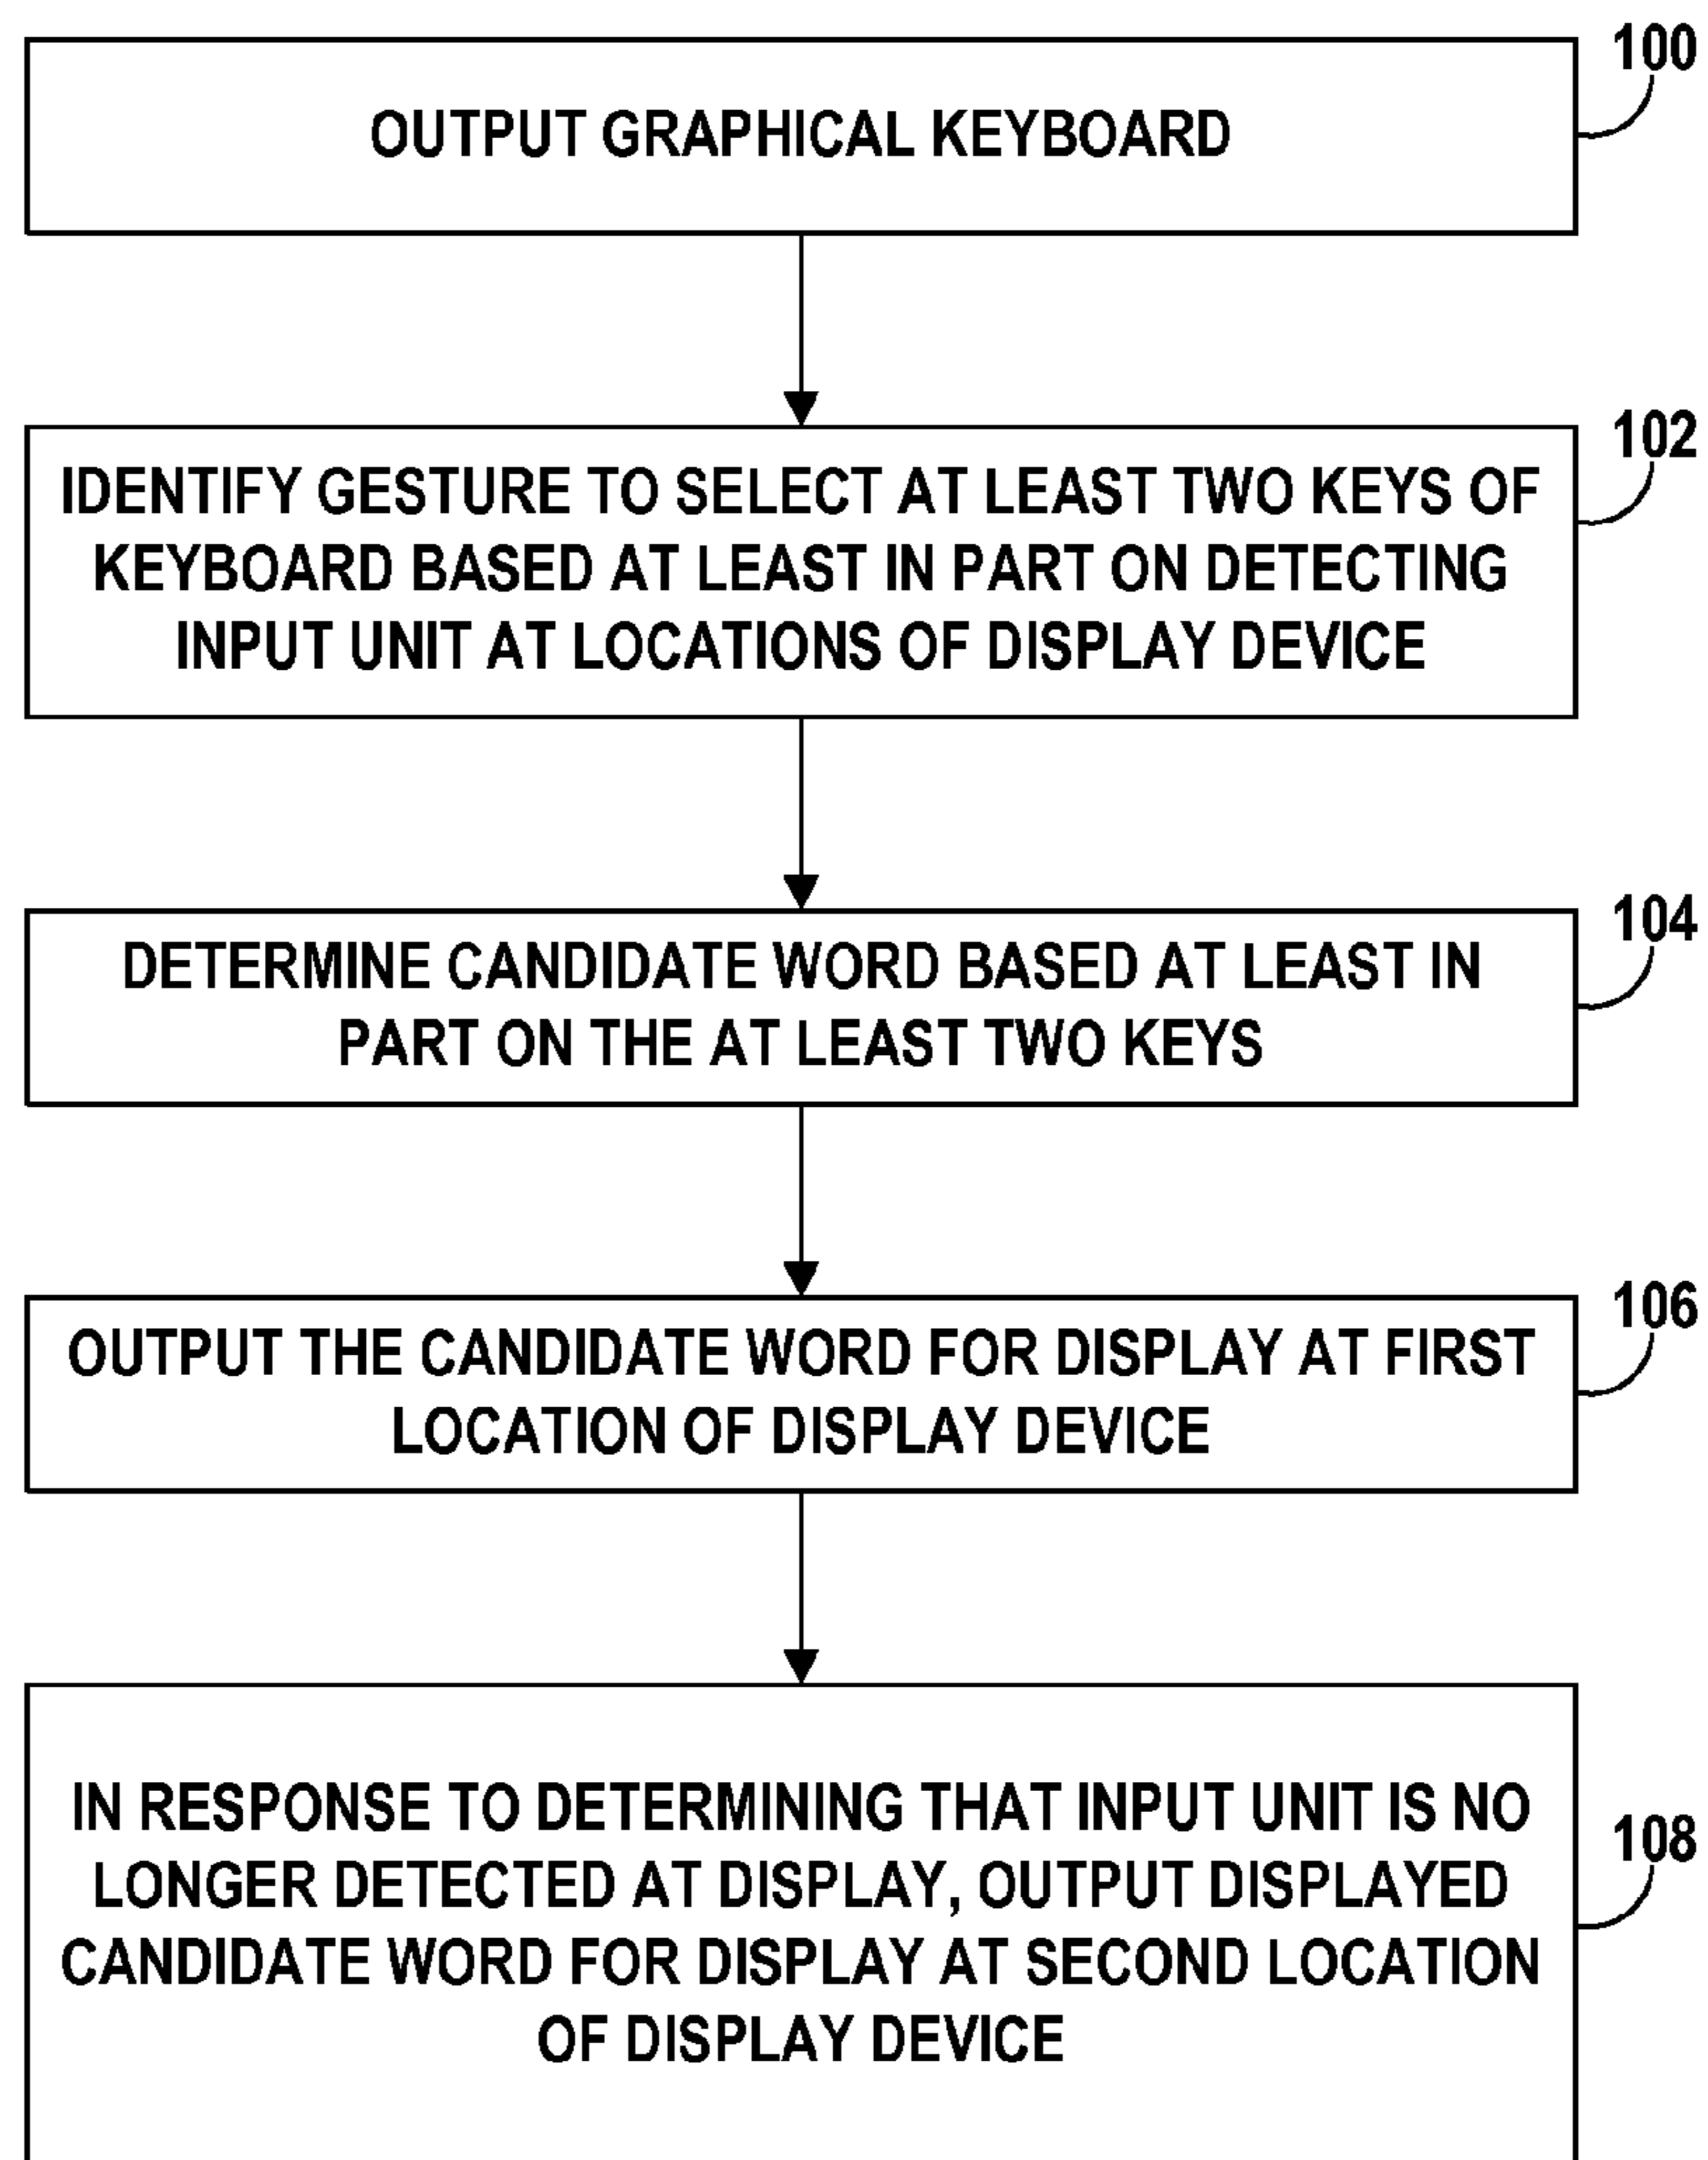 100
OUTPUT GRAPHICAL KEYBOARD
102
IDENTIFY GESTURE TO SELECT AT LEAST TWO KEYS OF
KEYBOARD BASED AT LEAST IN PART ON DETECTING
INPUT UNIT AT LOCATIONS OF DISPLAY DEVICE
104
DETERMINE CANDIDATE WORD BASED AT LEAST IN
PART ON THE AT LEAST TWO KEYS
106
OUTPUT THE CANDIDATE WORD FOR DISPLAY AT FIRST
LOCATION OF DISPLAY DEVICE
108
IN RESPONSE TO DETERMINING THAT INPUT UNIT IS NO
LONGER DETECTED AT DISPLAY, OUTPUT DISPLAYED
CANDIDATE WORD FOR DISPLAY AT SECOND LOCATION
OF DISPLAY DEVICE